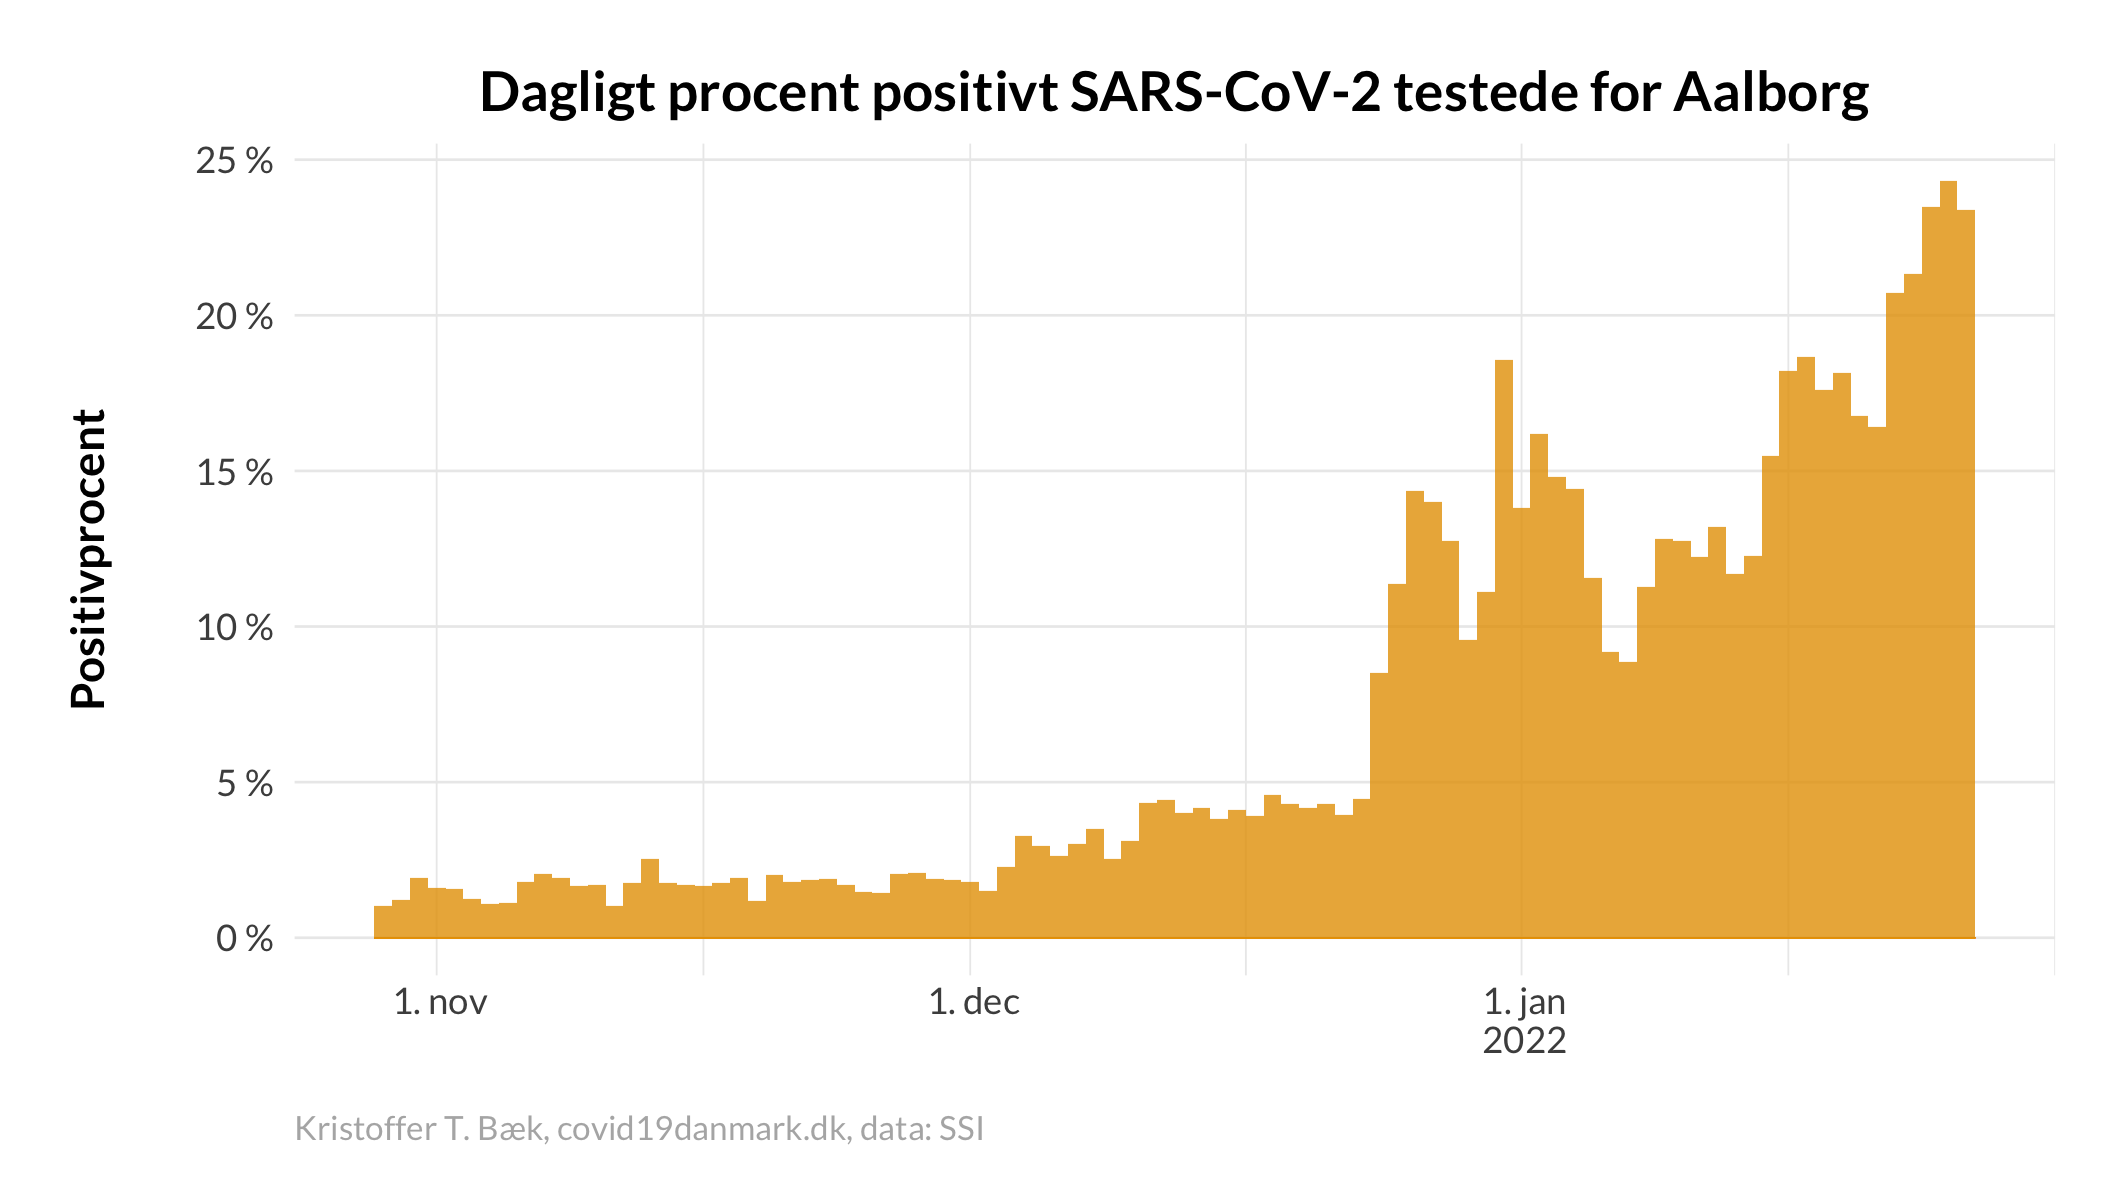 Dagligt procent positivt SARS-CoV-2 testede for Aalborg
Positivprocent
25 %
20 %
15 %
10 %
5 %
0 %
1. nov
1. dec
1. jan
2022
Kristoffer T. Bæk, covid19danmark.dk, data: SSI